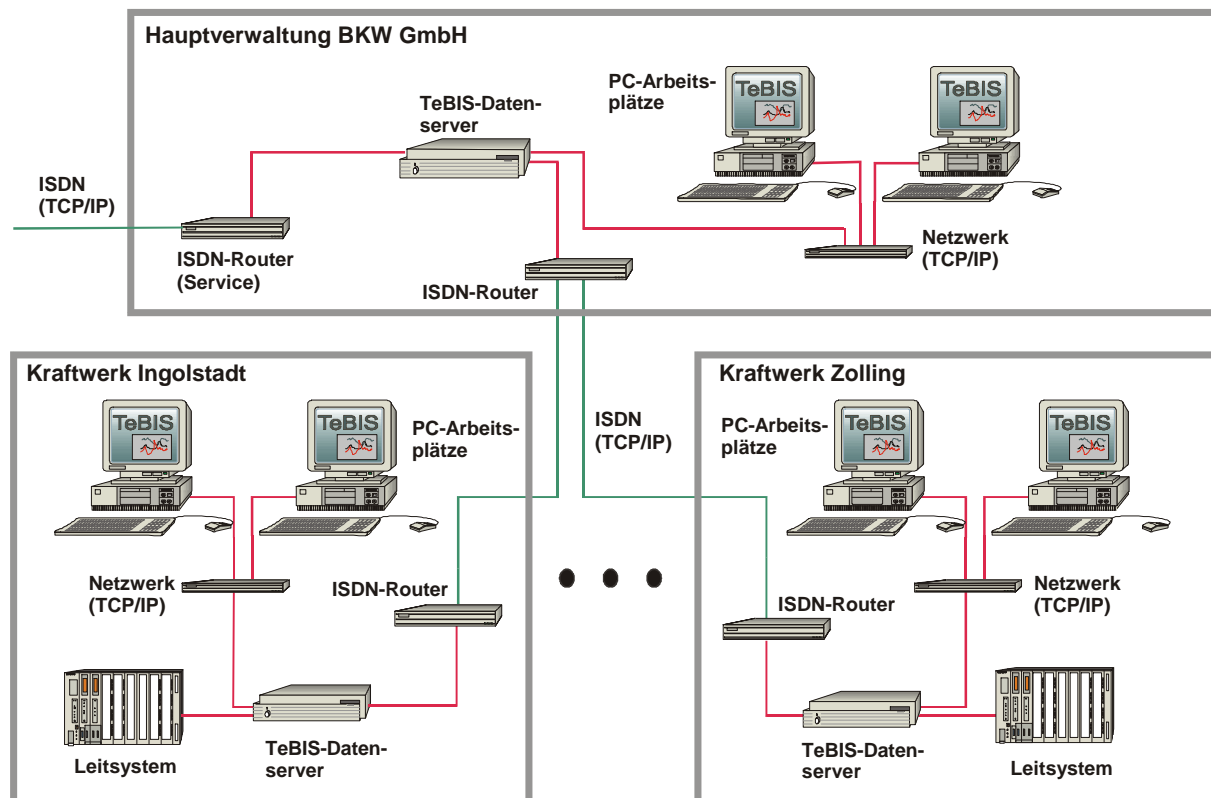 Hauptverwaltung BKW GmbH
PC-Arbeits-
plätze
TeBIS
TeBIS
TeBIS-Daten-
server
ISDN
(TCP/IP)
ISDN-Router
(Service)
ISDN-Router
Netzwerk
(TCP/IP)
Kraftwerk Ingolstadt
TeBIS
TeBIS
PC-Arbeits-
plätze
Netzwerk
(TCP/IP)
ISDN-Router
Leitsystem
TeBIS-Daten-
server
ISDN
(TCP/IP)
Kraftwerk Zolling
PC-Arbeits-
plätze
TeBIS
TeBIS
ISDN-Router
Netzwerk
(TCP/IP)
TeBIS-Daten-
server
Leitsystem